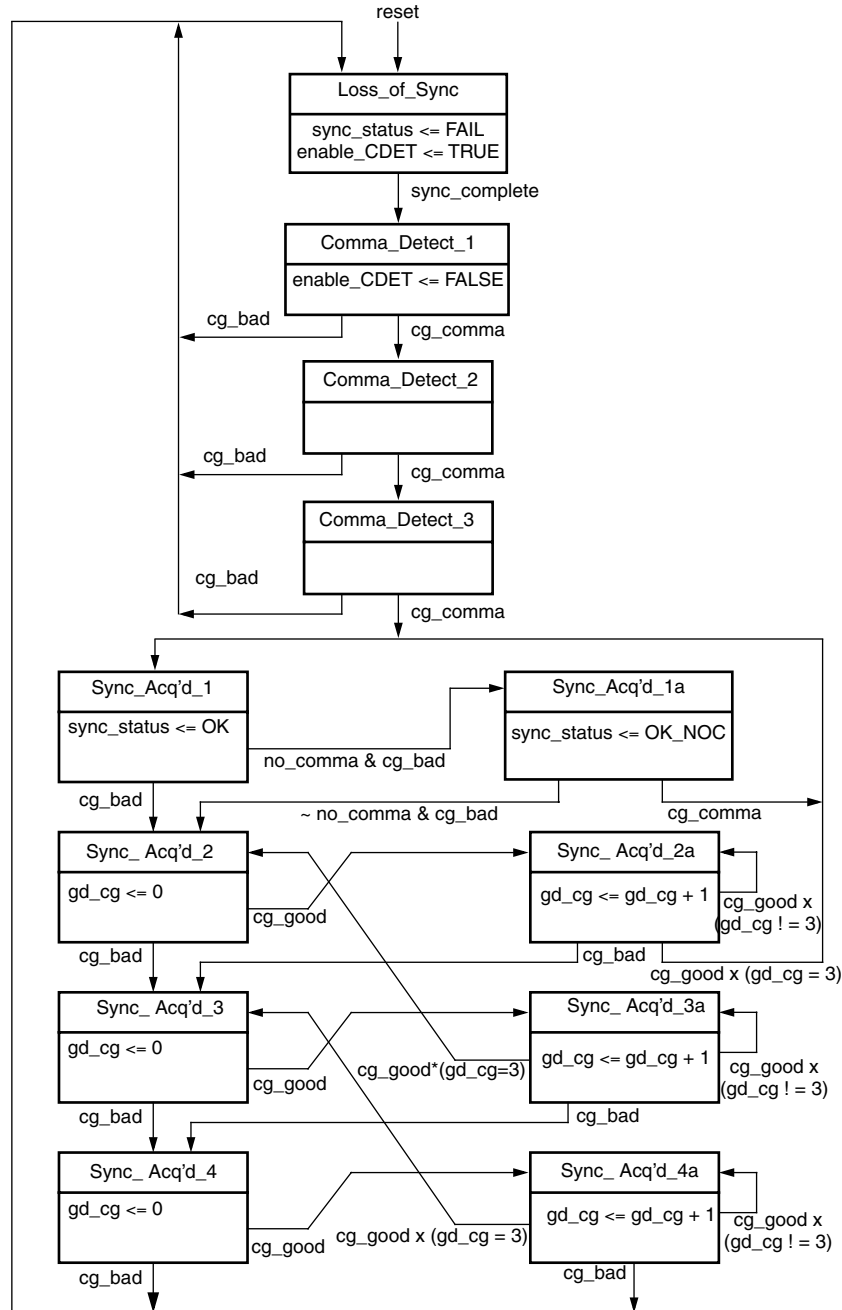 reset
Loss_of_Sync
sync_status <= FAIL
enable_CDET <= TRUE
sync_complete
Comma_Detect_1
enable_CDET <= FALSE
cg_bad
cg_comma
Comma_Detect_2
cg_bad
cg_comma
Comma_Detect_3
cg_bad
cg_comma
Sync_Acq'd_1
Sync_Acq'd_1a
sync_status <= OK
sync_status <= OK_NOC
no_comma & cg_bad
cg_bad
~ no_comma & cg_bad
cg_comma
Sync_ Acq'd_2
Sync_ Acq'd_2a
gd_cg <= 0
gd_cg <= gd_cg + 1
cg_good
cg_good x
(gd_cg ! = 3)
cg_bad
cg_bad
cg_good x (gd_cg = 3)
Sync_ Acq'd_3
Sync_ Acq'd_3a
gd_cg <= 0
gd_cg <= gd_cg + 1
cg_good
cg_good*(gd_cg=3)
cg_good x
(gd_cg ! = 3)
cg_bad
cg_bad
Sync_ Acq'd_4
Sync_ Acq'd_4a
gd_cg <= 0
gd_cg <= gd_cg + 1
cg_good
cg_good x (gd_cg = 3)
cg_good x
(gd_cg ! = 3)
cg_bad
cg_bad